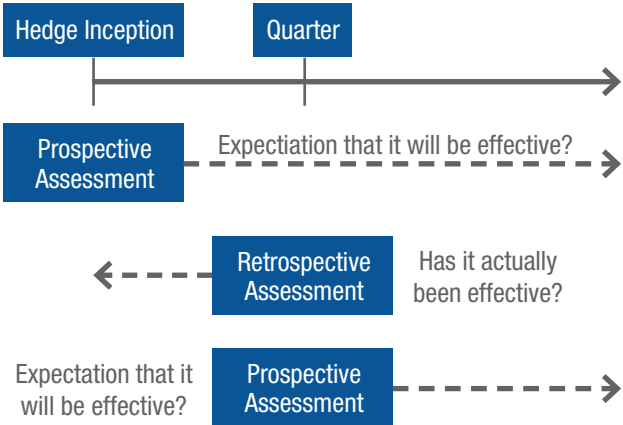 Hedge Inception
Quarter
Prospective
Assessment
Expectiation that it will be effective?
Retrospective
Assessment
Has it actually
been effective?
Expectation that it
will be effective?
Prospective
Assessment